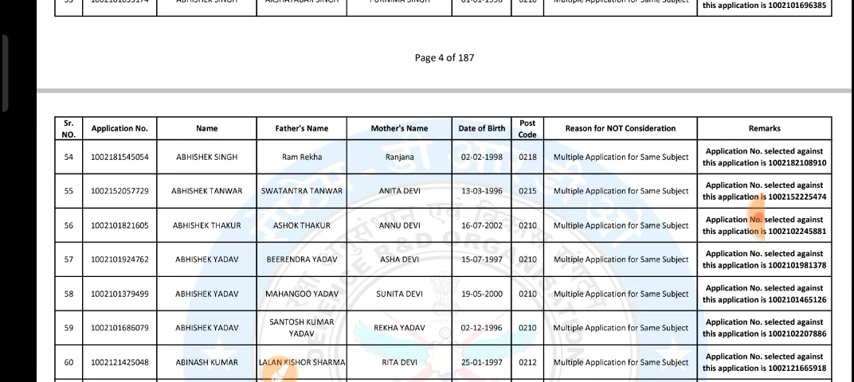 this application is 1002101696385
Page 4 of 187
Sr. NO. Application No. Name Father's Name Mother's Name Date of Birth Post Code Reason for NOT Consideration Remarks
54 1002181545054 ABHISHEK SINGH Ram Rekha Ranjana 02-02-1998 0218 Multiple Application for Same Subject Application No. selected against
this application is 1002182108910
55 1002152057729 ABHISHEK TANWAR SWATANTRA TANWAR ANITA DEVI 13-03-1996 0215 Multiple Application for Same Subject Application No. selected against
this application is 1002152225474
56 1002101821605 ABHISHEK THAKUR ASHOK THAKUR ANNU DEVI 16-07-2002 0210 Multiple Application for Same Subject Application No. selected against
this application is 1002102245881
57 1002101924762 ABHISHEK YADAV BEERENDRA YADAV ASHA DEVI 15-07-1997 0210 Multiple Application for Same Subject Application No. selected against
this application is 1002101981378
58 1002101379499 ABHISHEK YADAV MAHANGOO YADAV SUNITA DEVI 19-05-2000 0210 Multiple Application for Same Subject Application No. selected against
this application is 1002101465126
59 1002101686079 ABHISHEK YADAV SANTOSH KUMAR YADAV REKHA YADAV 02-12-1996 0210 Multiple Application for Same Subject Application No. selected against
this application is 1002102207886
60 1002121425048 ABINASH KUMAR LALAN KISHOR SHARMA RITA DEVI 25-01-1997 0212 Multiple Application for Same Subject Application No. selected against
this application is 1002121665918